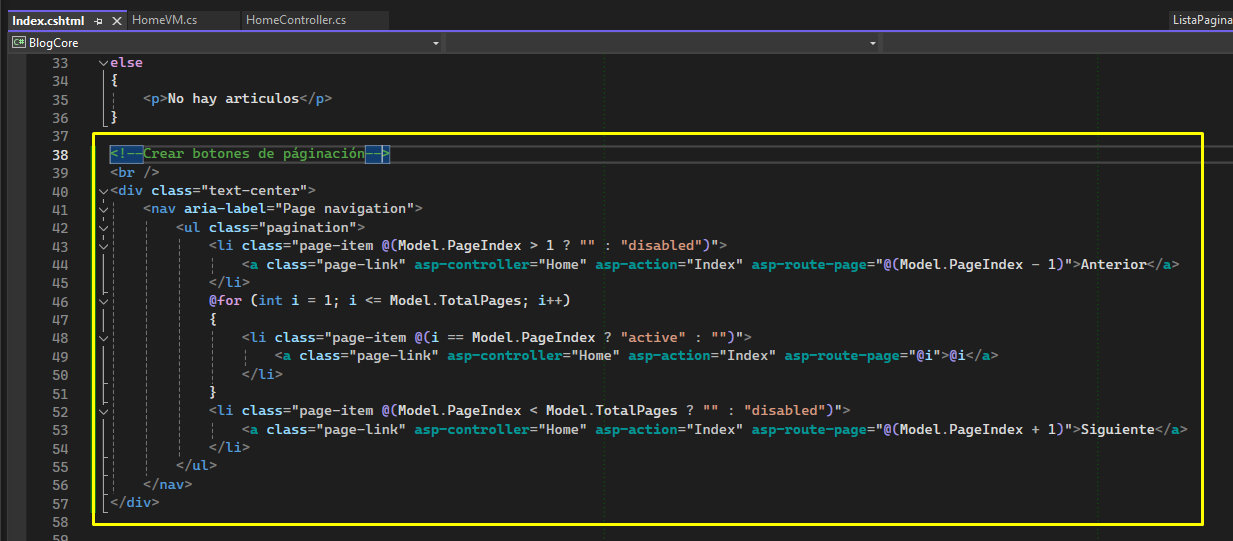 Index.cshtml HomeVM.cs HomeController.cs ListaPagina
C# BlogCore
33 else
34 {
35 <p>No hay articulos</p>
36 }
37
38 <!--Crear botones de páginación-->
39 <br />
40 <div class="text-center">
41 <nav aria-label="Page navigation">
42 <ul class="pagination">
43 <li class="page-item @(Model.PageIndex > 1 ? "" : "disabled")">
44 <a class="page-link" asp-controller="Home" asp-action="Index" asp-route-page="@(Model.PageIndex - 1)">Anterior</a>
45 </li>
46 @for (int i = 1; i <= Model.TotalPages; i++)
47 {
48 <li class="page-item @(i == Model.PageIndex ? "active" : "")">
49 <a class="page-link" asp-controller="Home" asp-action="Index" asp-route-page="@i">@i</a>
50 </li>
51 }
52 <li class="page-item @(Model.PageIndex < Model.TotalPages ? "" : "disabled")">
53 <a class="page-link" asp-controller="Home" asp-action="Index" asp-route-page="@(Model.PageIndex + 1)">Siguiente</a>
54 </li>
55 </ul>
56 </nav>
57 </div>
58
59